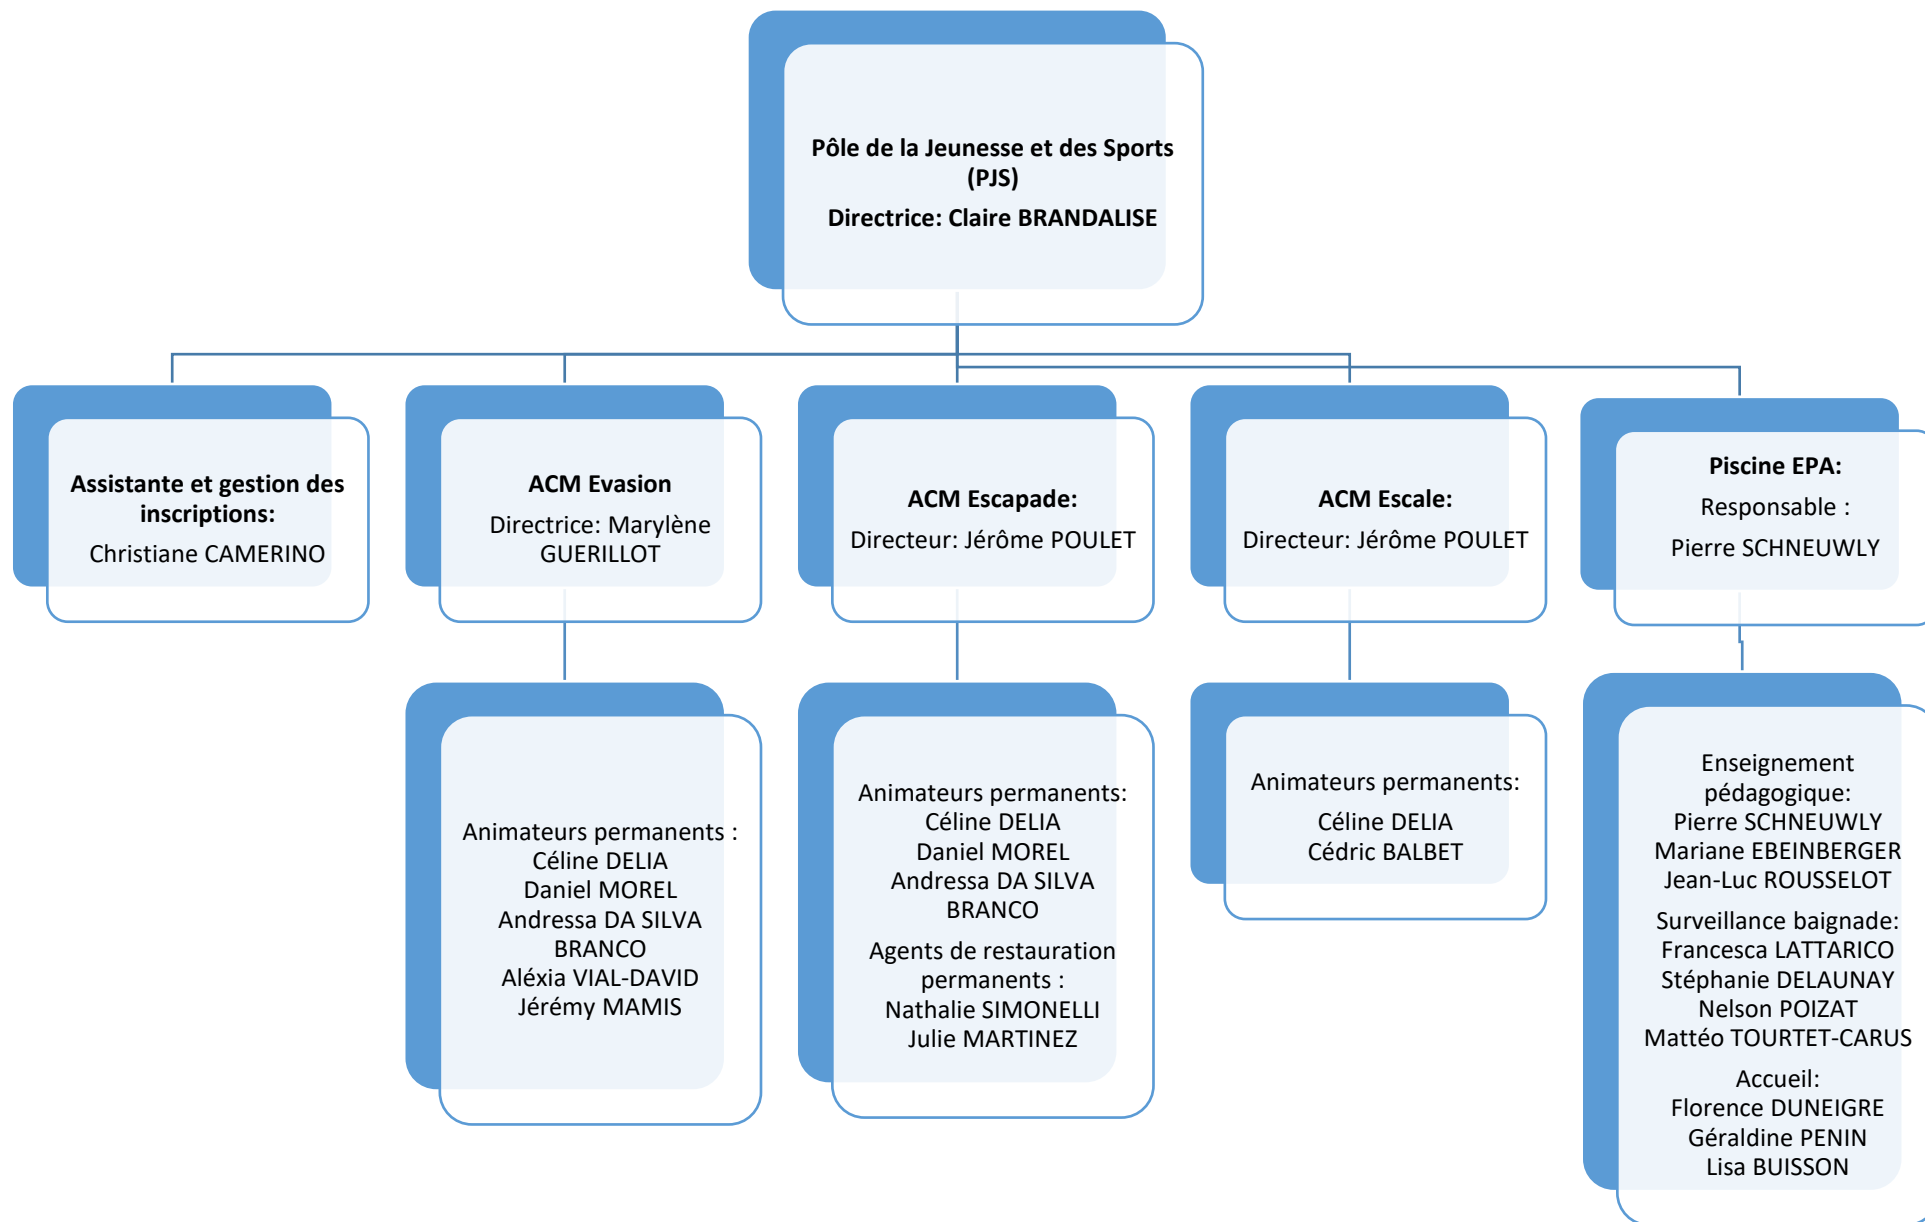 Pôle de la Jeunesse et des Sports
(PJS)
Directrice: Claire BRANDALISE
Assistante et gestion des
inscriptions:
Christiane CAMERINO
ACM Evasion
Directrice: Marylène
GUERILLOT
ACM Escapade:
Directeur: Jérôme POULET
ACM Escale:
Directeur: Jérôme POULET
Piscine EPA:
Responsable :
Pierre SCHNEUWLY
Animateurs permanents :
Céline DELIA
Daniel MOREL
Andressa DA SILVA
BRANCO
Aléxia VIAL-DAVID
Jérémy MAMIS
Animateurs permanents:
Céline DELIA
Daniel MOREL
Andressa DA SILVA
BRANCO
Agents de restauration
permanents :
Nathalie SIMONELLI
Julie MARTINEZ
Animateurs permanents:
Céline DELIA
Cédric BALBET
Enseignement
pédagogique:
Pierre SCHNEUWLY
Mariane EBEINBERGER
Jean-Luc ROUSSELOT
Surveillance baignade:
Francesca LATTARICO
Stéphanie DELAUNAY
Nelson POIZAT
Mattéo TOURTET-CARUS
Accueil:
Florence DUNEIGRE
Géraldine PENIN
Lisa BUISSON